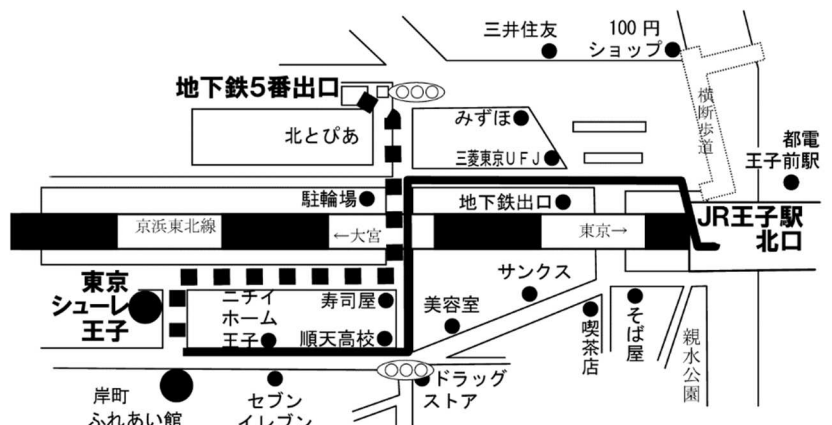 三井住友
100円
ショップ
地下鉄5番出口
横断歩道
みずほ
北とぴあ
三菱東京UFJ
都電
王子前駅
駐輪場
地下鉄出口
JR王子駅
北口
京浜東北線
←大宮
東京→
東京
シューレ
王子
サンクス
ニチイ
ホーム
王子
寿司屋
美容室
順天高校
喫茶店
そば屋
親水公園
ドラッグ
ストア
岸町
ふれあい館
セブン
イレブン